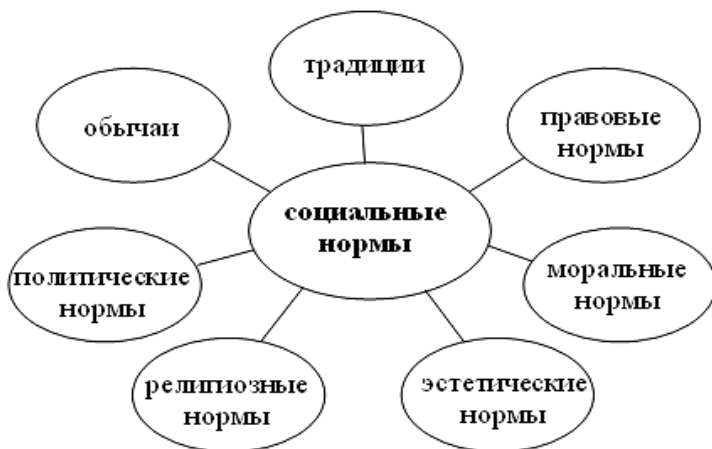 традиции
обычаи
правовые
нормы
социальные
нормы
политические
нормы
моральные
нормы
религиозные
нормы
эстетические
нормы